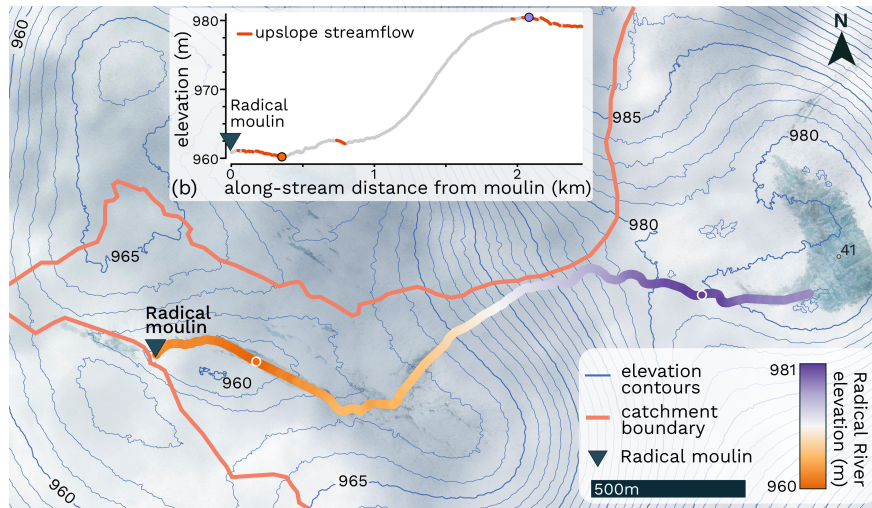 960
980
970
960
elevation (m)
upslope streamflow
Radical
moulin
0
1
2
(b) along-stream distance from moulin (km)
N
985
980
980
965
41
Radical
moulin
960
965
960
elevation
contours
catchment
boundary
Radical moulin
500m
981
960
Radical River
elevation (m)